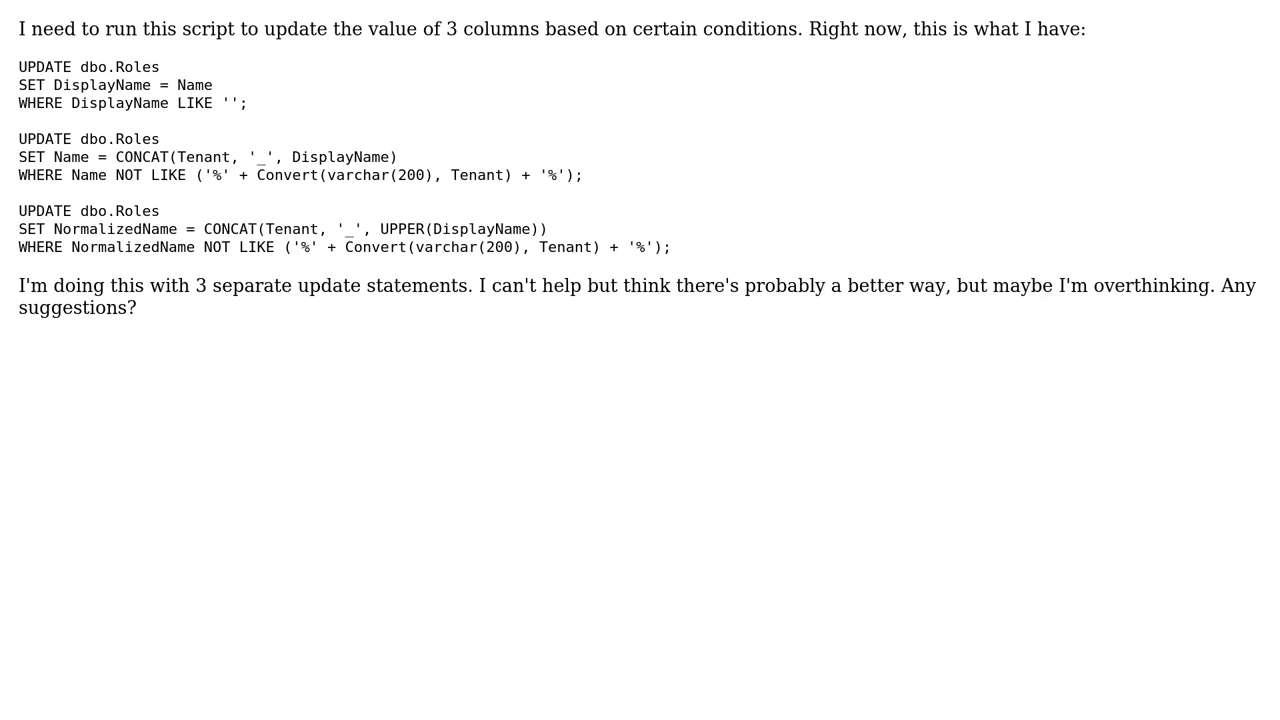 I need to run this script to update the value of 3 columns based on certain conditions. Right now, this is what I have:
UPDATE dbo.Roles
SET DisplayName = Name
WHERE DisplayName LIKE '';
UPDATE dbo.Roles
SET Name = CONCAT(Tenant, '_', DisplayName)
WHERE Name NOT LIKE ('%' + Convert(varchar(200), Tenant) + '%');
UPDATE dbo.Roles
SET NormalizedName = CONCAT(Tenant, '_', UPPER(DisplayName))
WHERE NormalizedName NOT LIKE ('%' + Convert(varchar(200), Tenant) + '%');
I'm doing this with 3 separate update statements. I can't help but think there's probably a better way, but maybe I'm overthinking. Any
suggestions?